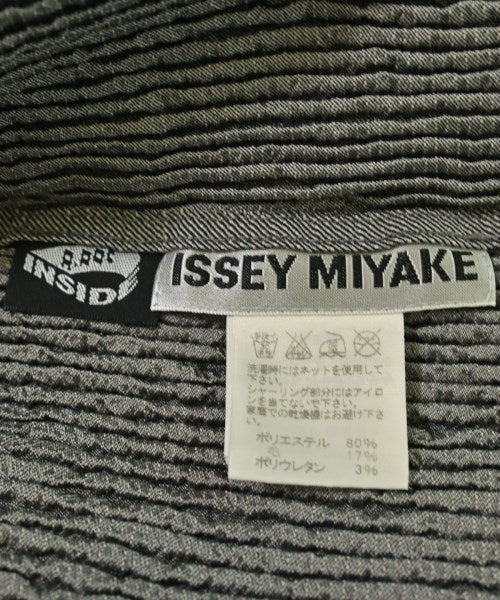 A-POC
INSIDE
ISSEY MIYAKE
洗濯時にはネットを使用して
下さい。
シャーリング部分にはアイロ
ンを当てないで下さい。
家庭での乾燥機はお避け下さ
い。
ポリエステル 80%
毛 17%
ポリウレタン 3%